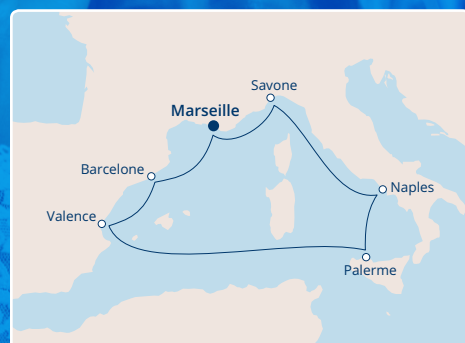 Savone
Marseille
Barcelone
Naples
Valence
Palerme